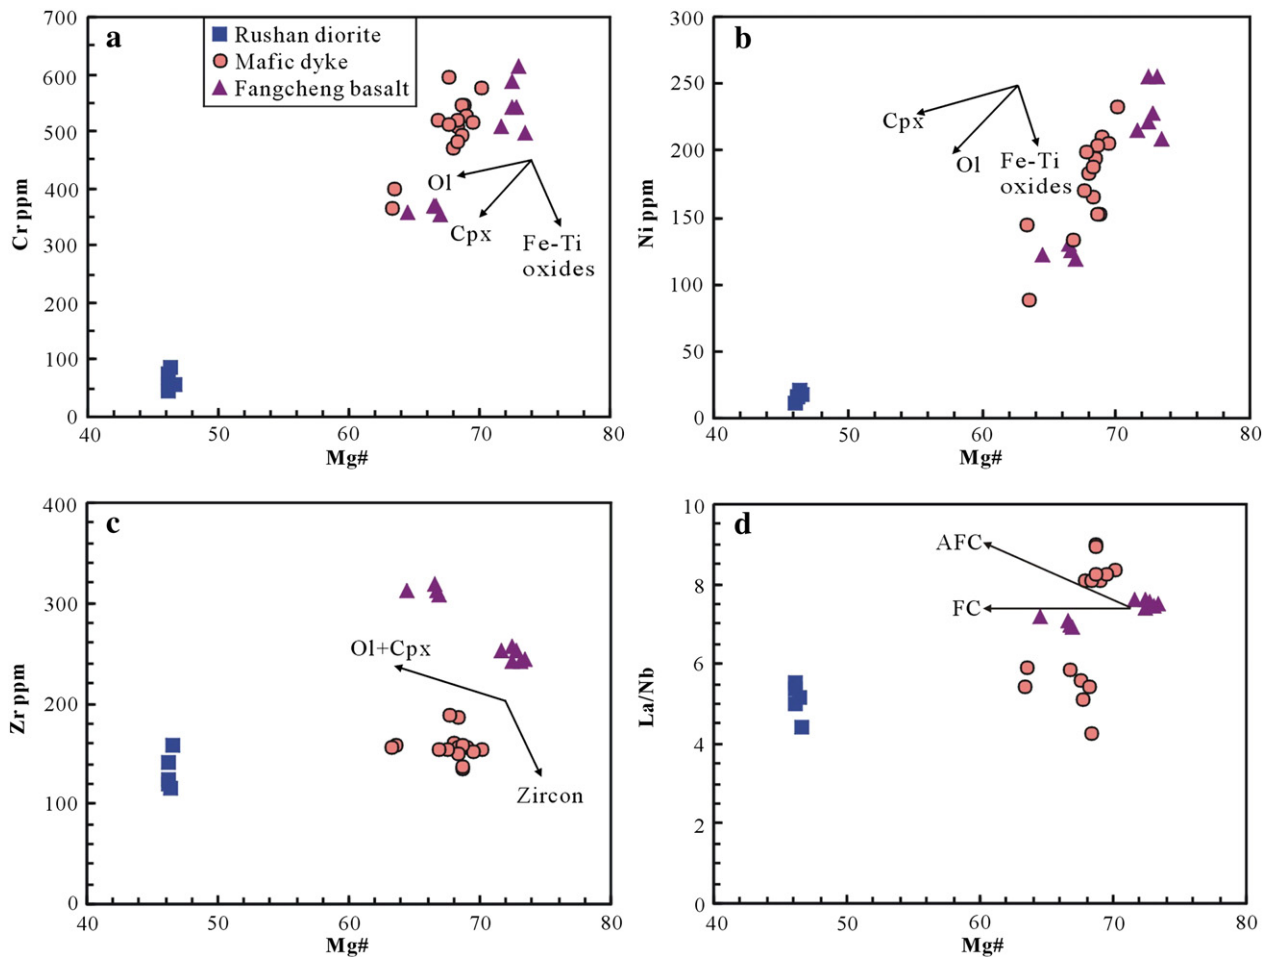 a
Rushan diorite
Mafic dyke
Fangcheng basalt
700
600
500
400
300
200
100
0
Cr ppm
Ol
Cpx
Fe-Ti
oxides
40
50
60
70
80
Mg#
b
300
250
200
150
100
50
0
Ni ppm
Cpx
Ol
Fe-Ti
oxides
40
50
60
70
80
Mg#
c
400
300
200
100
0
Zr ppm
Ol+Cpx
Zircon
40
50
60
70
80
Mg#
d
10
8
6
4
2
0
La/Nb
AFC
FC
40
50
60
70
80
Mg#